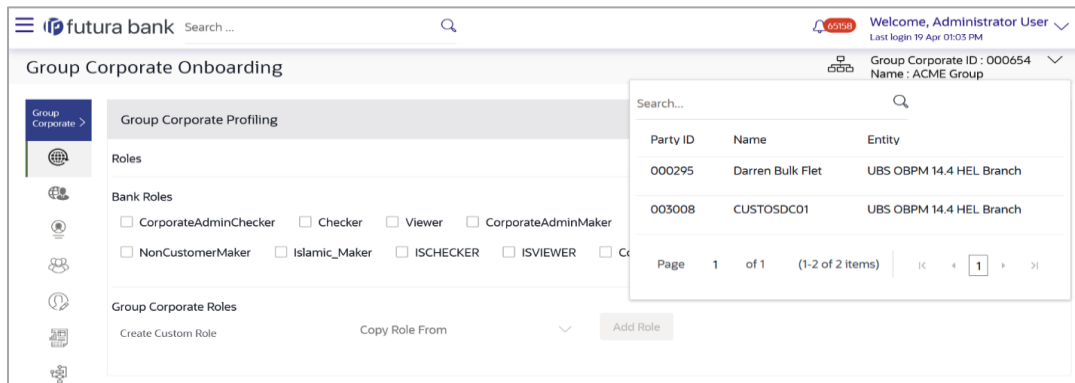 futura bank Search ...
65158
Welcome, Administrator User
Last login 19 Apr 01:03 PM
Group Corporate Onboarding
Group Corporate ID : 000654
Name : ACME Group
Group
Corporate >
Group Corporate Profiling
Roles
Bank Roles
CorporateAdminChecker Checker Viewer CorporateAdminMaker
NonCustomerMaker Islamic_Maker ISCHECKER ISVIEWER
Group Corporate Roles
Create Custom Role Copy Role From Add Role
Search...
Party ID Name Entity
000295 Darren Bulk Flet UBS OBPM 14.4 HEL Branch
003008 CUSTOSDC01 UBS OBPM 14.4 HEL Branch
Page 1 of 1 (1-2 of 2 items) 1